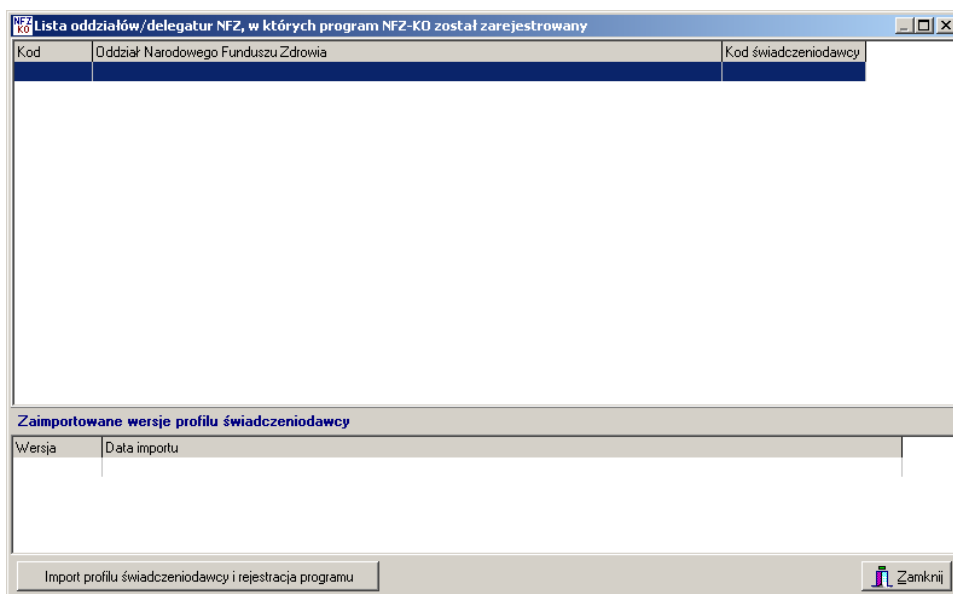 NFZ KO Lista oddziałów/delegatur NFZ, w których program NFZ-KO został zarejestrowany
Kod Oddział Narodowego Funduszu Zdrowia Kod świadczeniodawcy
Zaimportowane wersje profilu świadczeniodawcy
Wersja Data importu
Import profilu świadczeniodawcy i rejestracja programu Zamknij